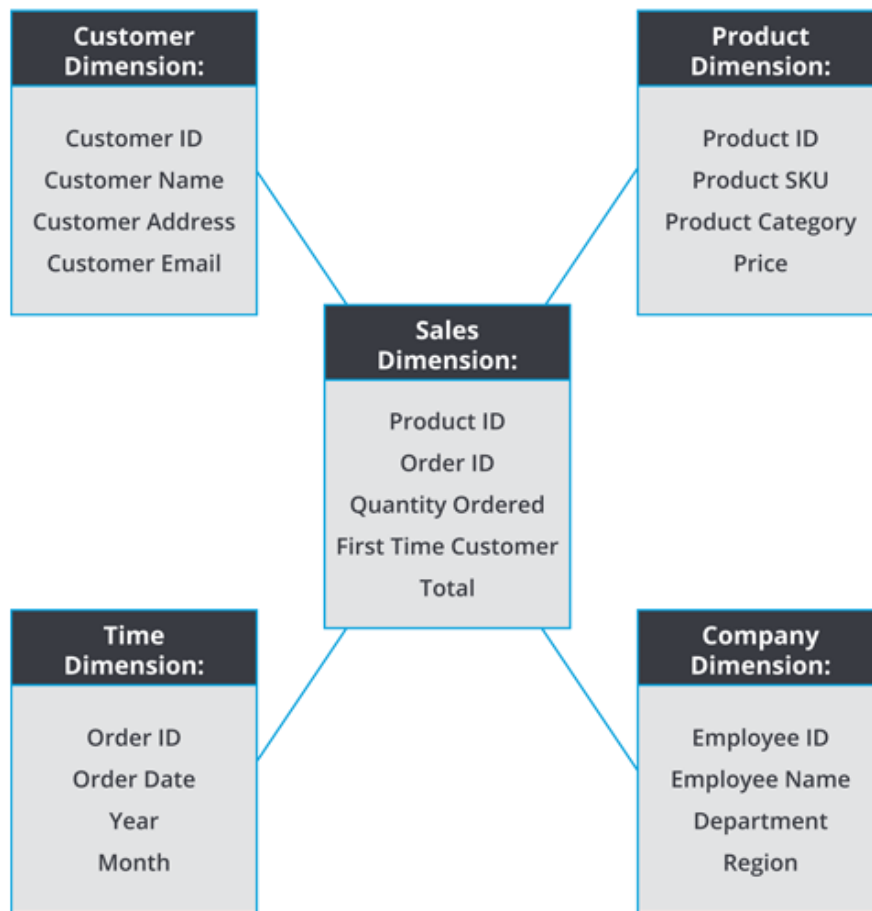 Customer
Dimension:
Customer ID
Customer Name
Customer Address
Customer Email
Product
Dimension:
Product ID
Product SKU
Product Category
Price
Sales
Dimension:
Product ID
Order ID
Quantity Ordered
First Time Customer
Total
Time
Dimension:
Order ID
Order Date
Year
Month
Company
Dimension:
Employee ID
Employee Name
Department
Region